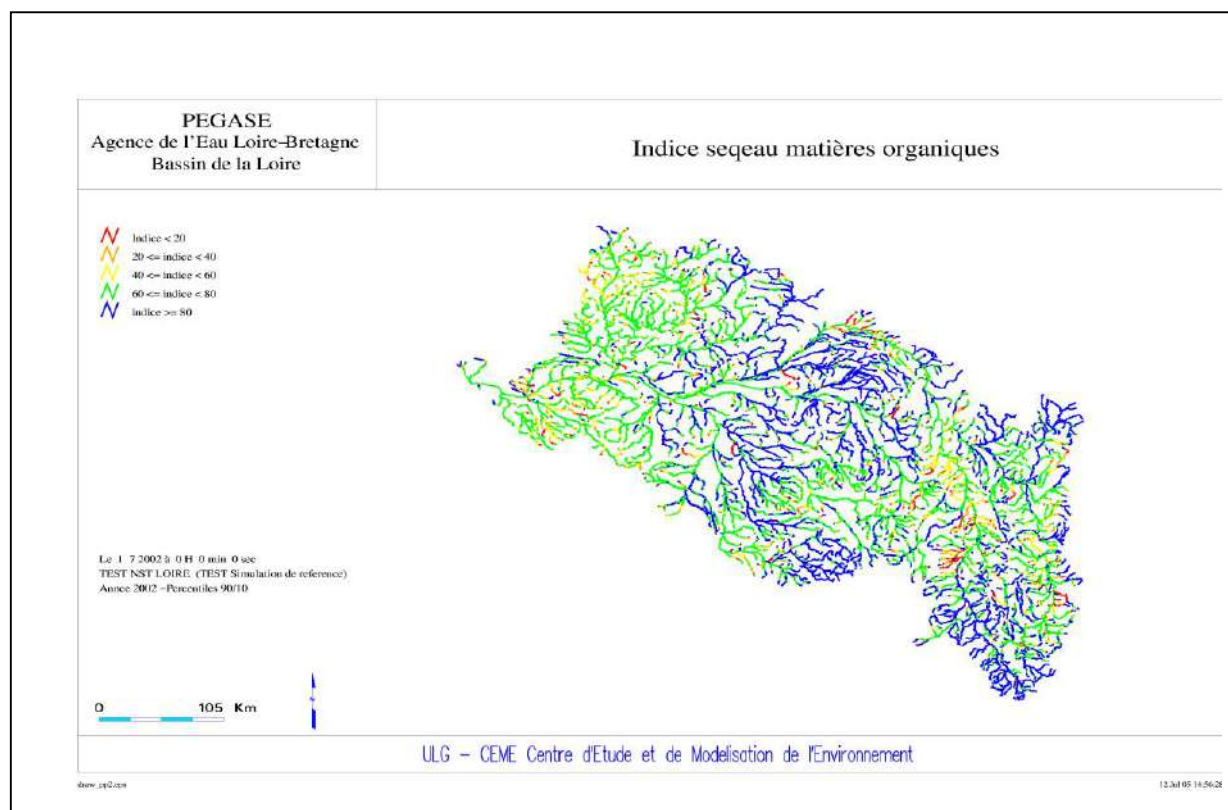 PEGASE
Agence de l'Eau Loire-Bretagne
Bassin de la Loire
Indice seqeau matières organiques
Indice < 20
20 <= indice < 40
40 <= indice < 60
60 <= indice < 80
Indice >= 80
Le 1 7 2002 à 0 H 0 min 0 sec
TEST NST LOIRE (TEST Simulation de reference)
Annee 2002 -Percentiles 90/10
0 105 Km
ULG - CEME Centre d'Etude et de Modelisation de l'Environnement
12 Jul 05 14:56:28